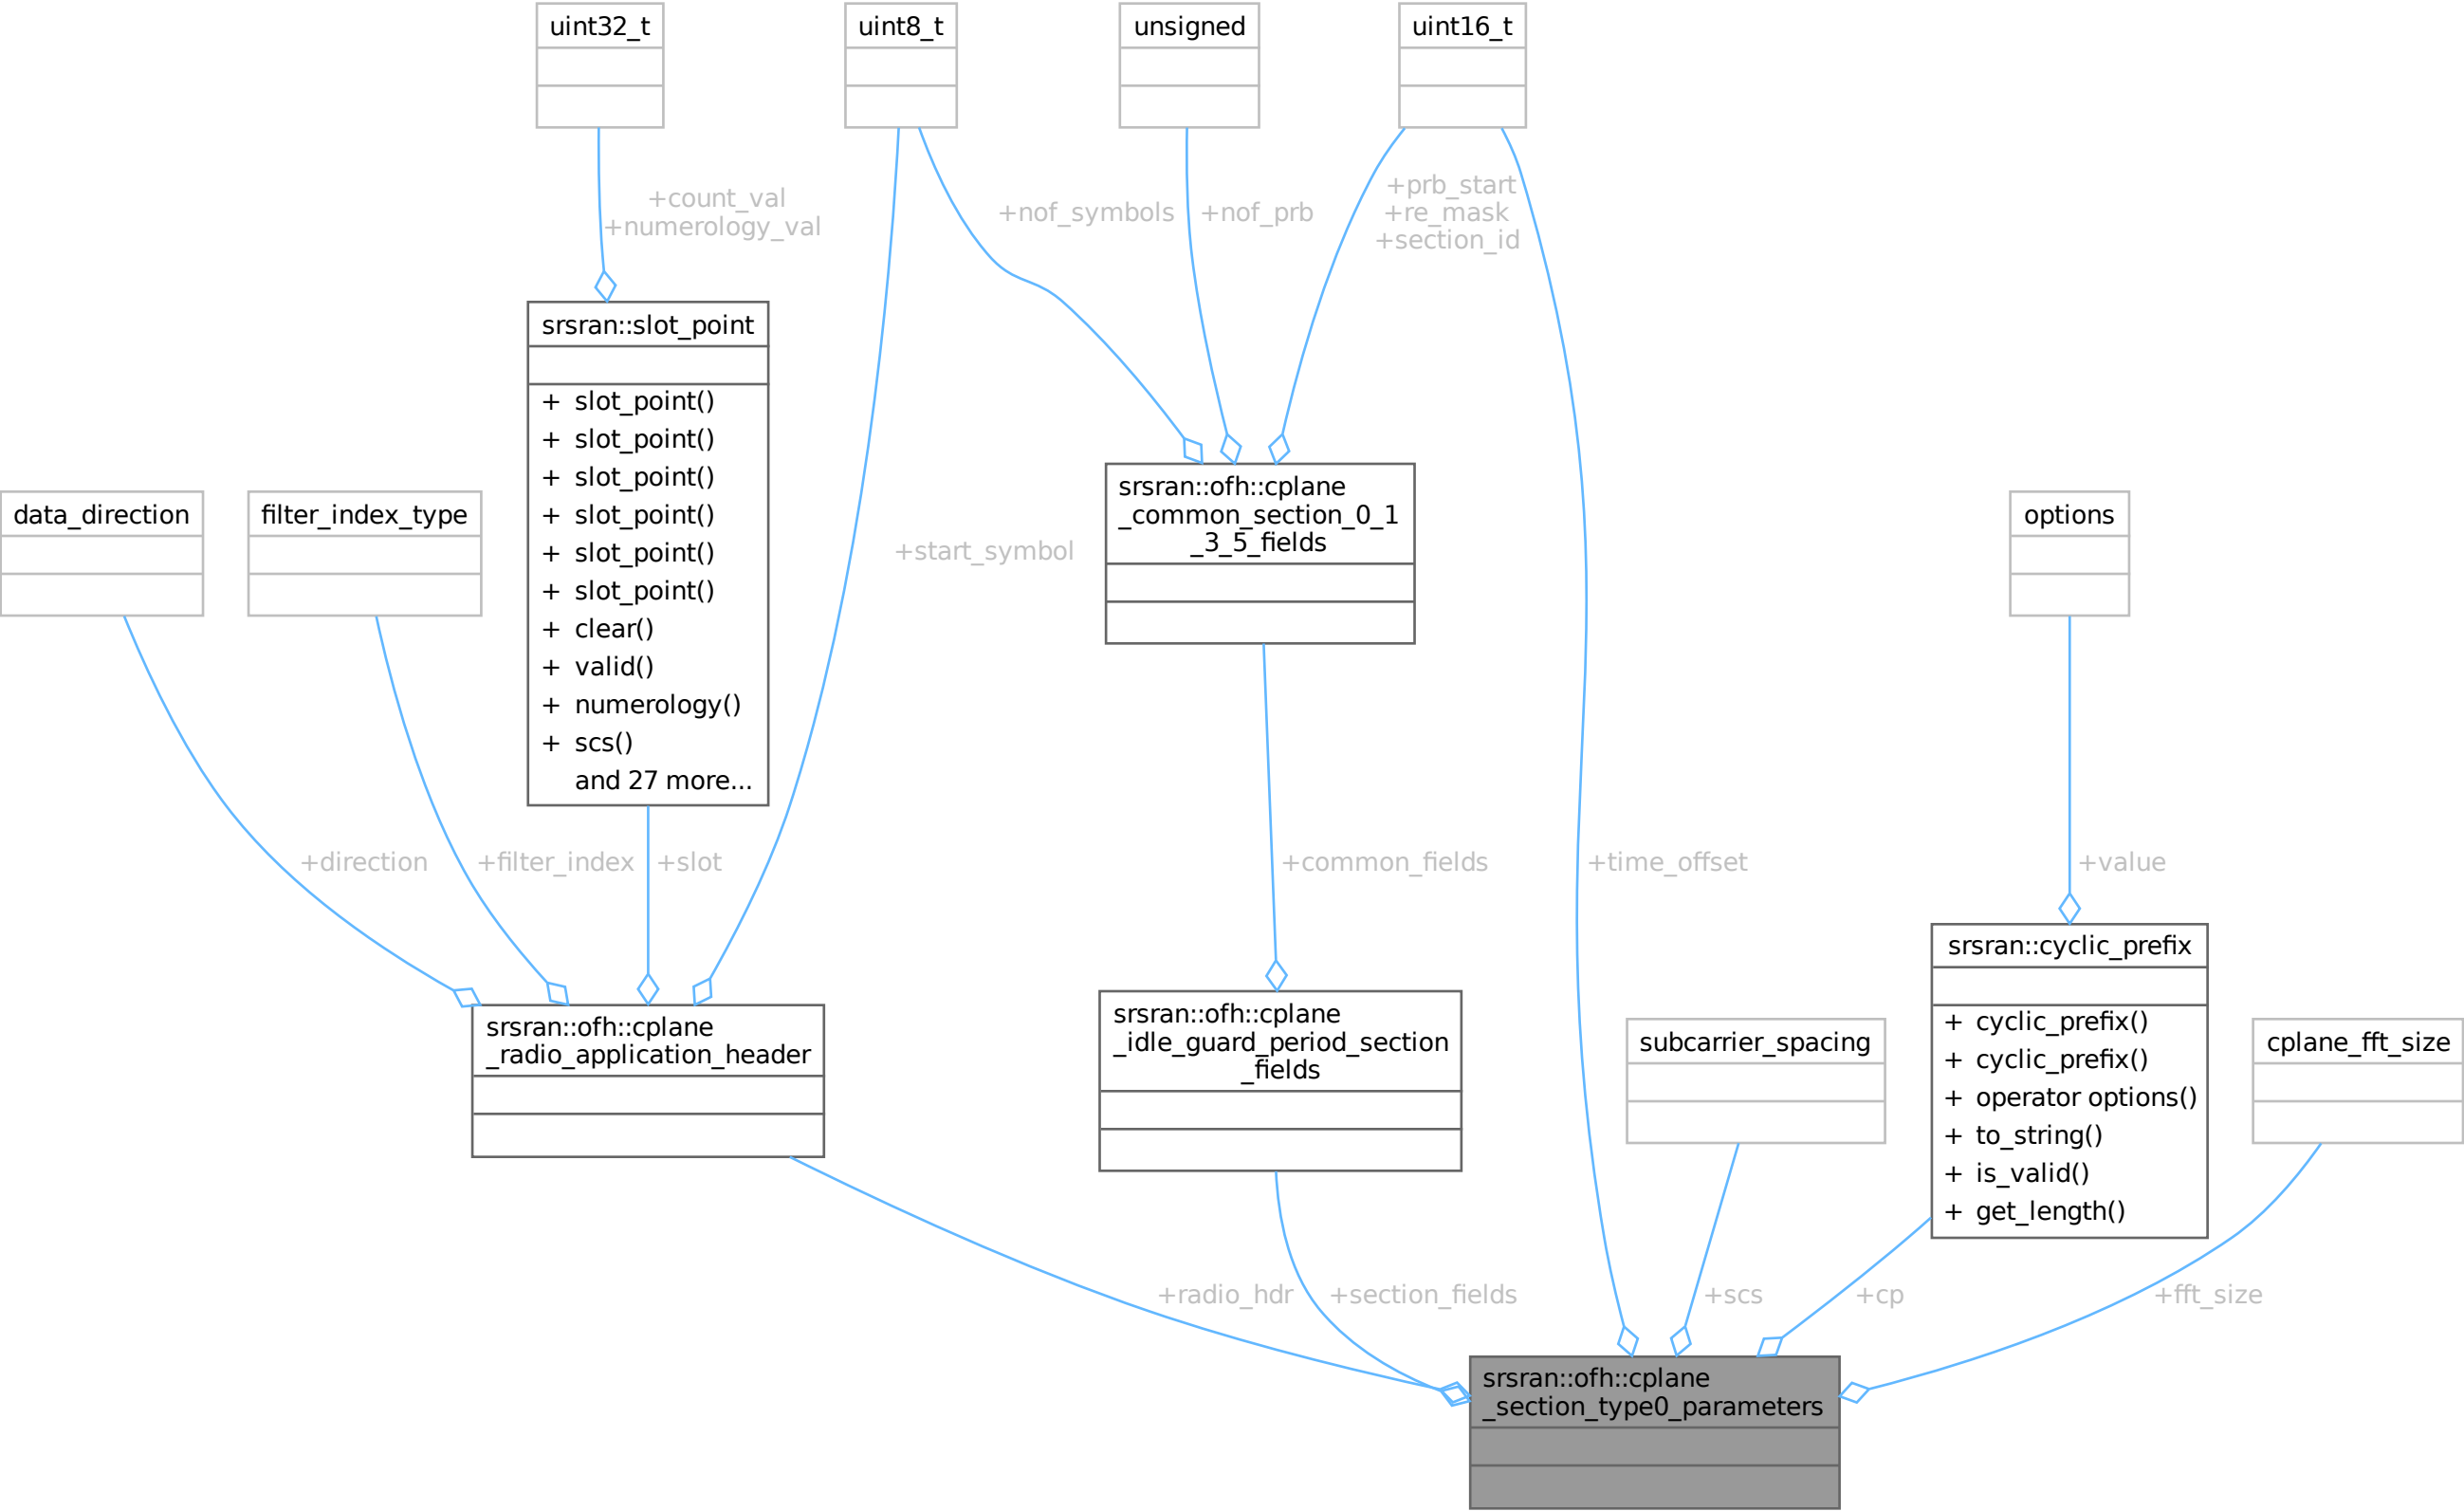 uint32_t
uint8_t
unsigned
uint16_t
+count_val
+numerology_val
+nof_symbols
+nof_prb
+prb_start
+re_mask
+section_id
srsran::slot_point
+ slot_point()
+ slot_point()
+ slot_point()
+ slot_point()
+ slot_point()
+ slot_point()
+ clear()
+ valid()
+ numerology()
+ scs()
and 27 more...
data_direction
filter_index_type
+start_symbol
srsran::ofh::cplane
_common_section_0_1
_3_5_fields
options
+direction
+filter_index
+slot
+common_fields
+time_offset
+value
srsran::ofh::cplane
_radio_application_header
srsran::ofh::cplane
_idle_guard_period_section
_fields
subcarrier_spacing
srsran::cyclic_prefix
+ cyclic_prefix()
+ cyclic_prefix()
+ operator options()
+ to_string()
+ is_valid()
+ get_length()
cplane_fft_size
+radio_hdr
+section_fields
+scs
+cp
+fft_size
srsran::ofh::cplane
_section_type0_parameters